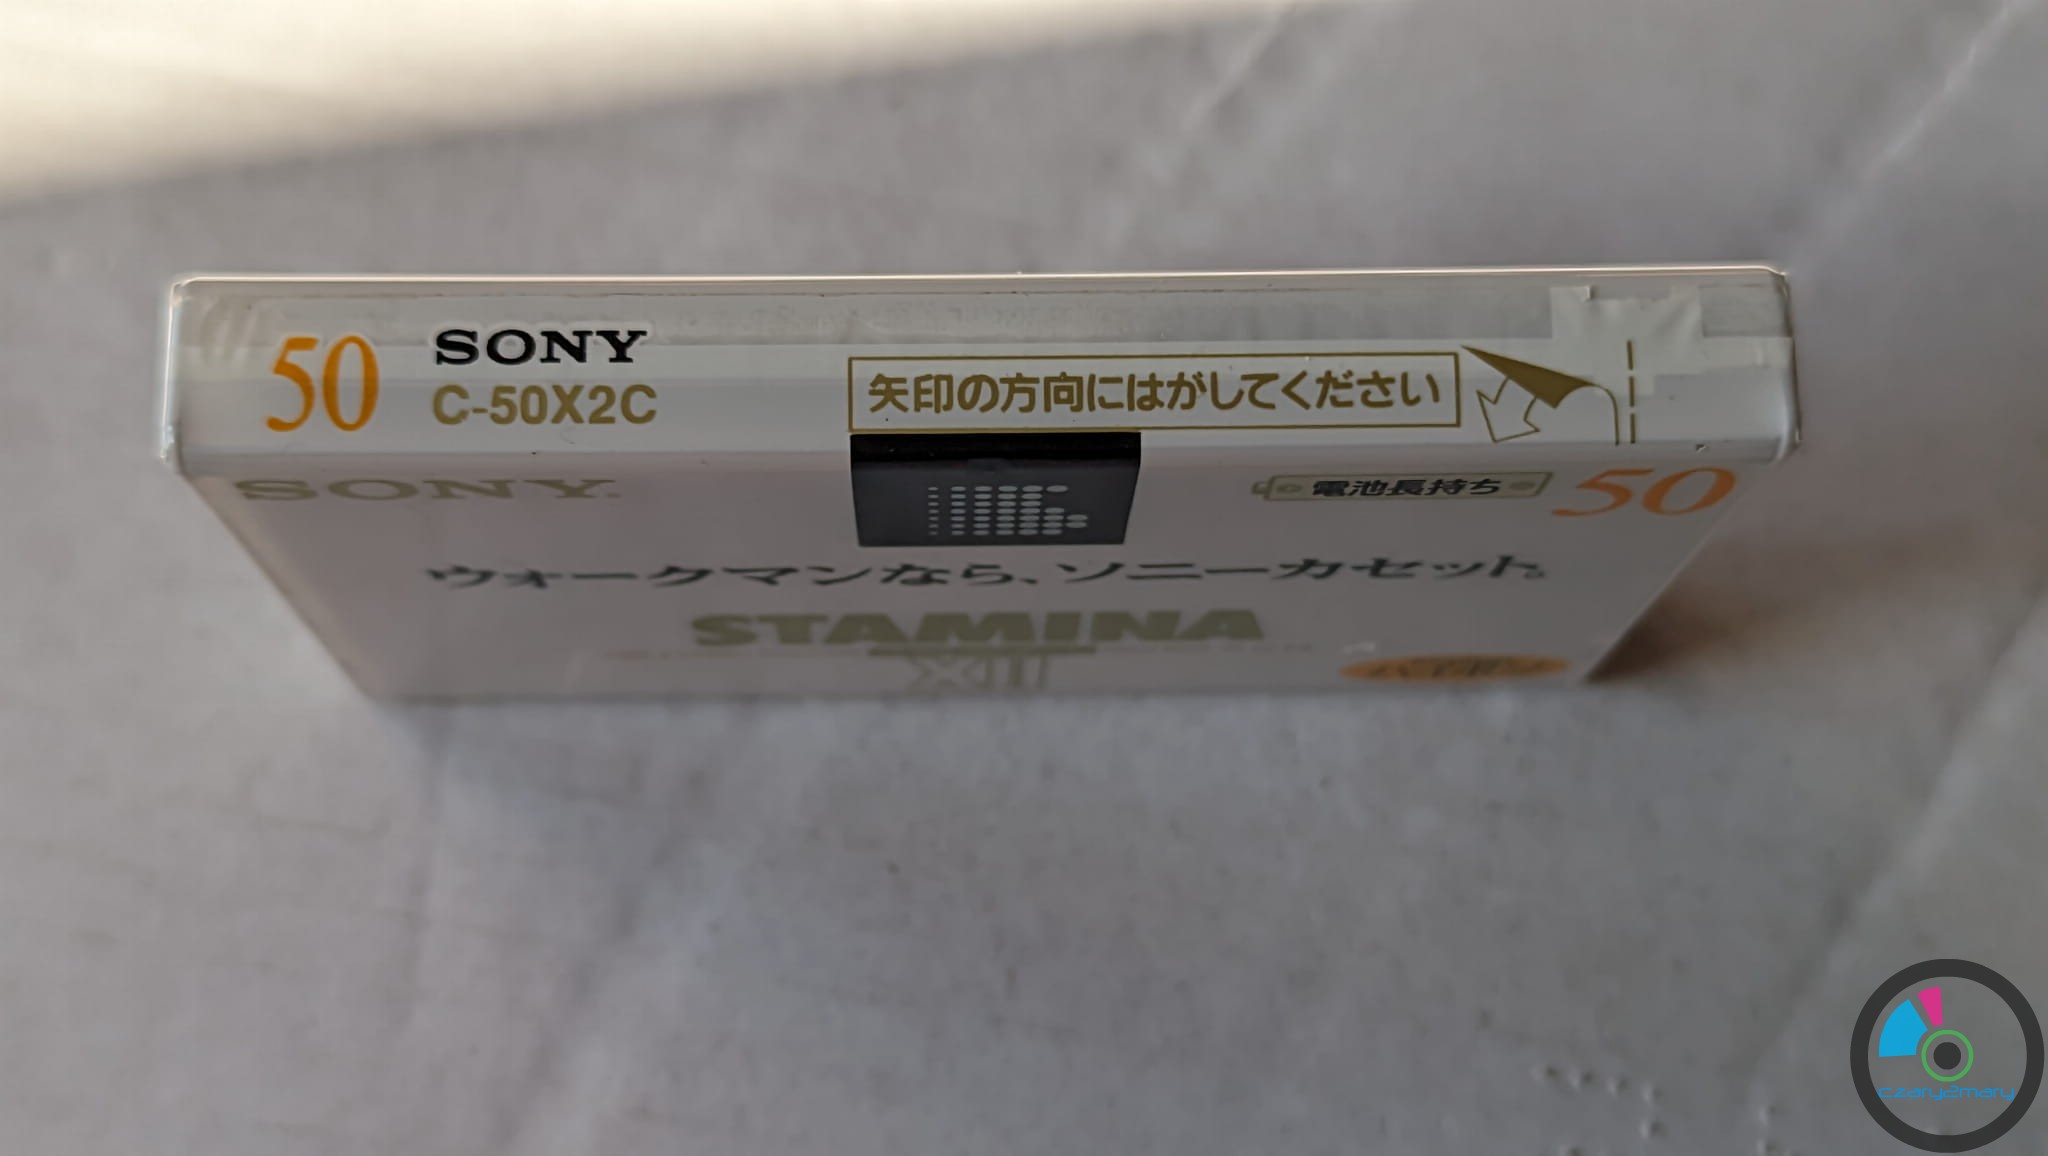 50
SONY
C-50X2C
矢印の方向にはがしてください
SONY
電池長持ち
50
ウォークマンなら、ソニーカセット。
STAMINA
XII
czary2mary